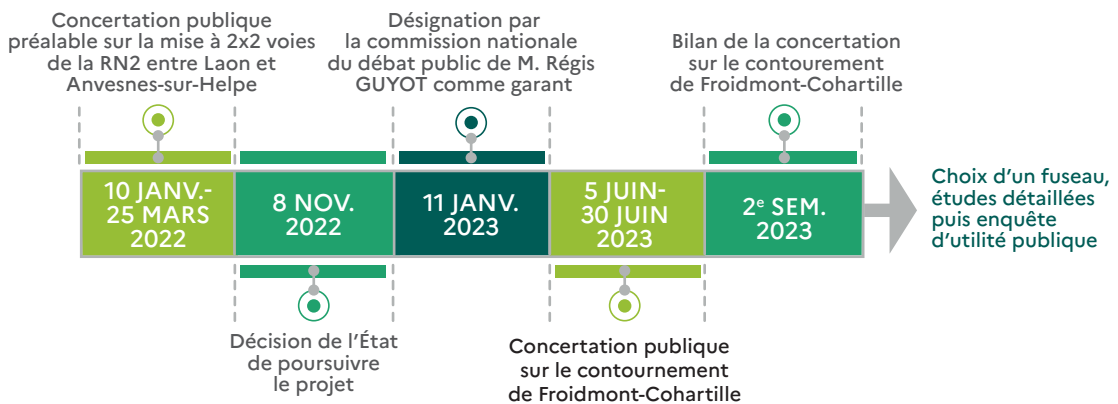 Concertation publique
préalable sur la mise à 2x2 voies
de la RN2 entre Laon et
Anvesnes-sur-Helpe
Désignation par
la commission nationale
du débat public de M. Régis
GUYOT comme garant
Bilan de la concertation
sur le contourement
de Froidmont-Cohartille
10 JANV.-
25 MARS
2022
8 NOV.
2022
11 JANV.
2023
5 JUIN-
30 JUIN
2023
2e SEM.
2023
Choix d'un fuseau,
études détaillées
puis enquête
d'utilité publique
Décision de l'État
de poursuivre
le projet
Concertation publique
sur le contournement
de Froidmont-Cohartille